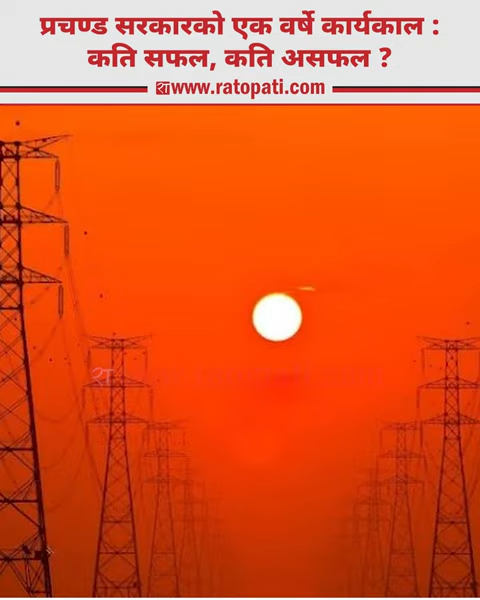 प्रचण्ड सरकारको एक वर्षे कार्यकाल :
कति सफल, कति असफल ?
www.ratopati.com